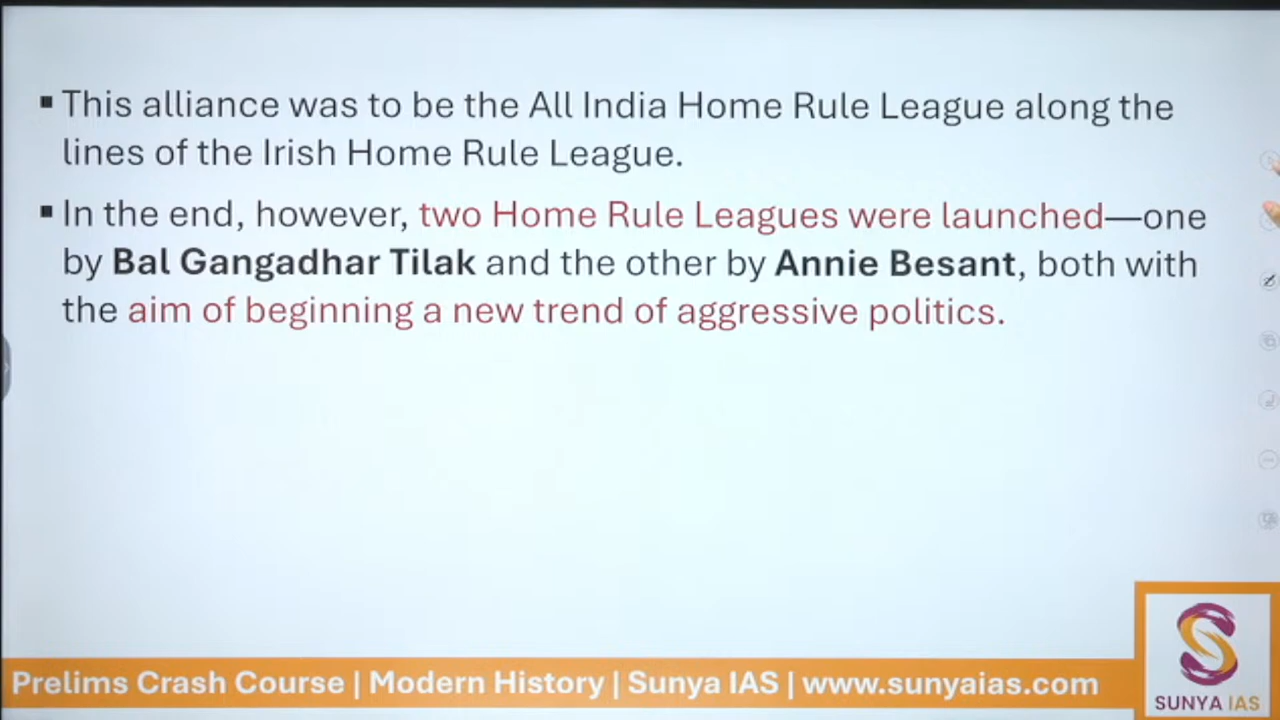 ▪ This alliance was to be the All India Home Rule League along the
lines of the Irish Home Rule League.
▪ In the end, however, two Home Rule Leagues were launched—one
by Bal Gangadhar Tilak and the other by Annie Besant, both with
the aim of beginning a new trend of aggressive politics.
Prelims Crash Course | Modern History | Sunya IAS | www.sunyaias.com
SUNYA IAS